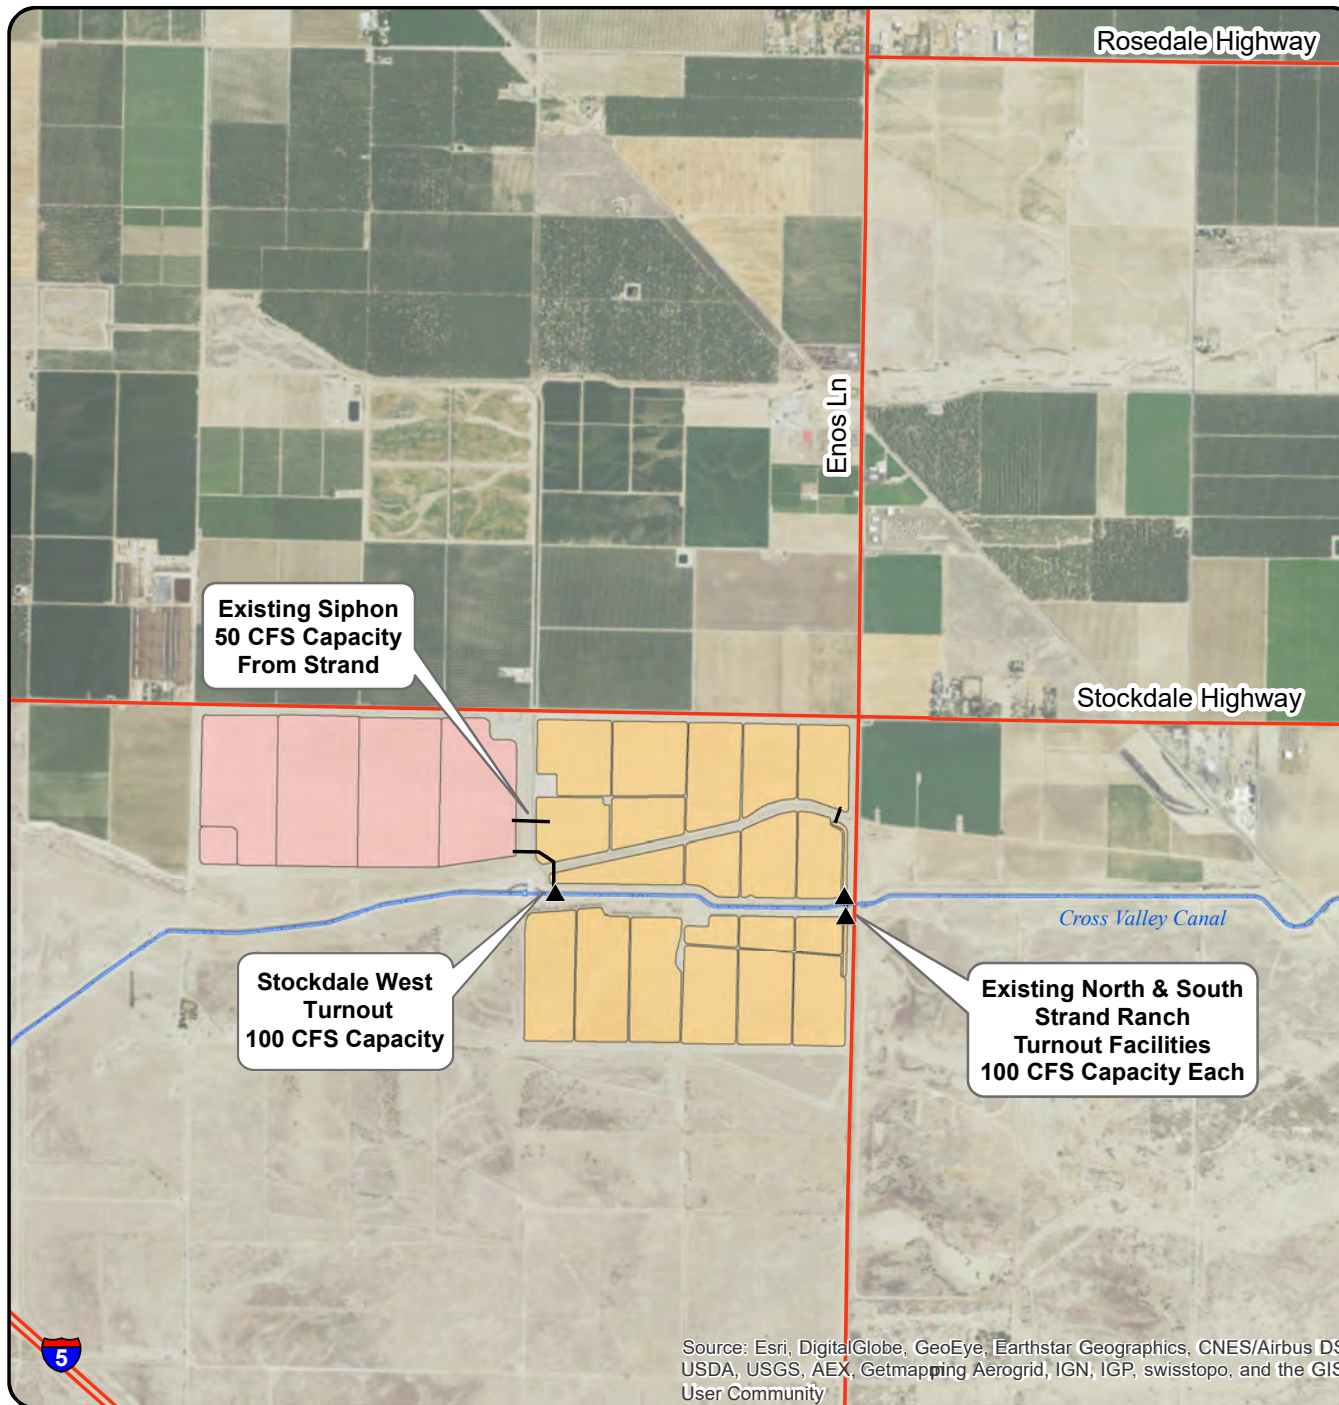 Rosedale Highway
Enos Ln
Existing Siphon
50 CFS Capacity
From Strand
Stockdale Highway
Cross Valley Canal
Stockdale West
Turnout
100 CFS Capacity
Existing North & South
Strand Ranch
Turnout Facilities
100 CFS Capacity Each
5
Source: Esri, DigitalGlobe, GeoEye, Earthstar Geographics, CNES/Airbus DS
USDA, USGS, AEX, Getmapping Aerogrid, IGN, IGP, swisstopo, and the GIS
User Community